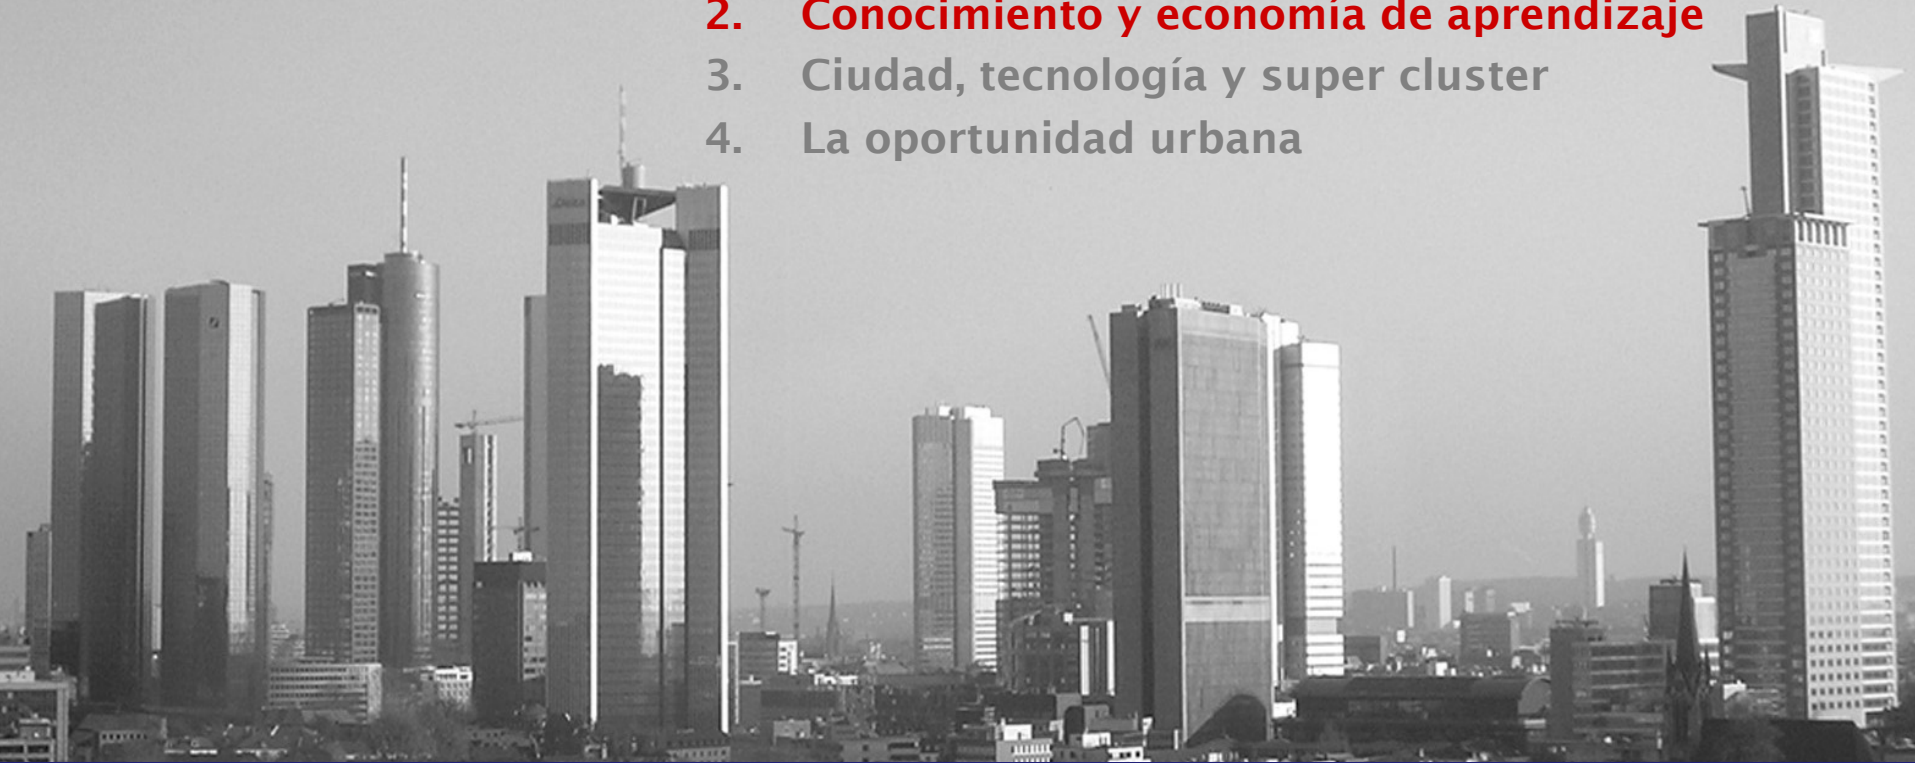 2. Conocimiento y economía de aprendizaje
3. Ciudad, tecnología y super cluster
4. La oportunidad urbana